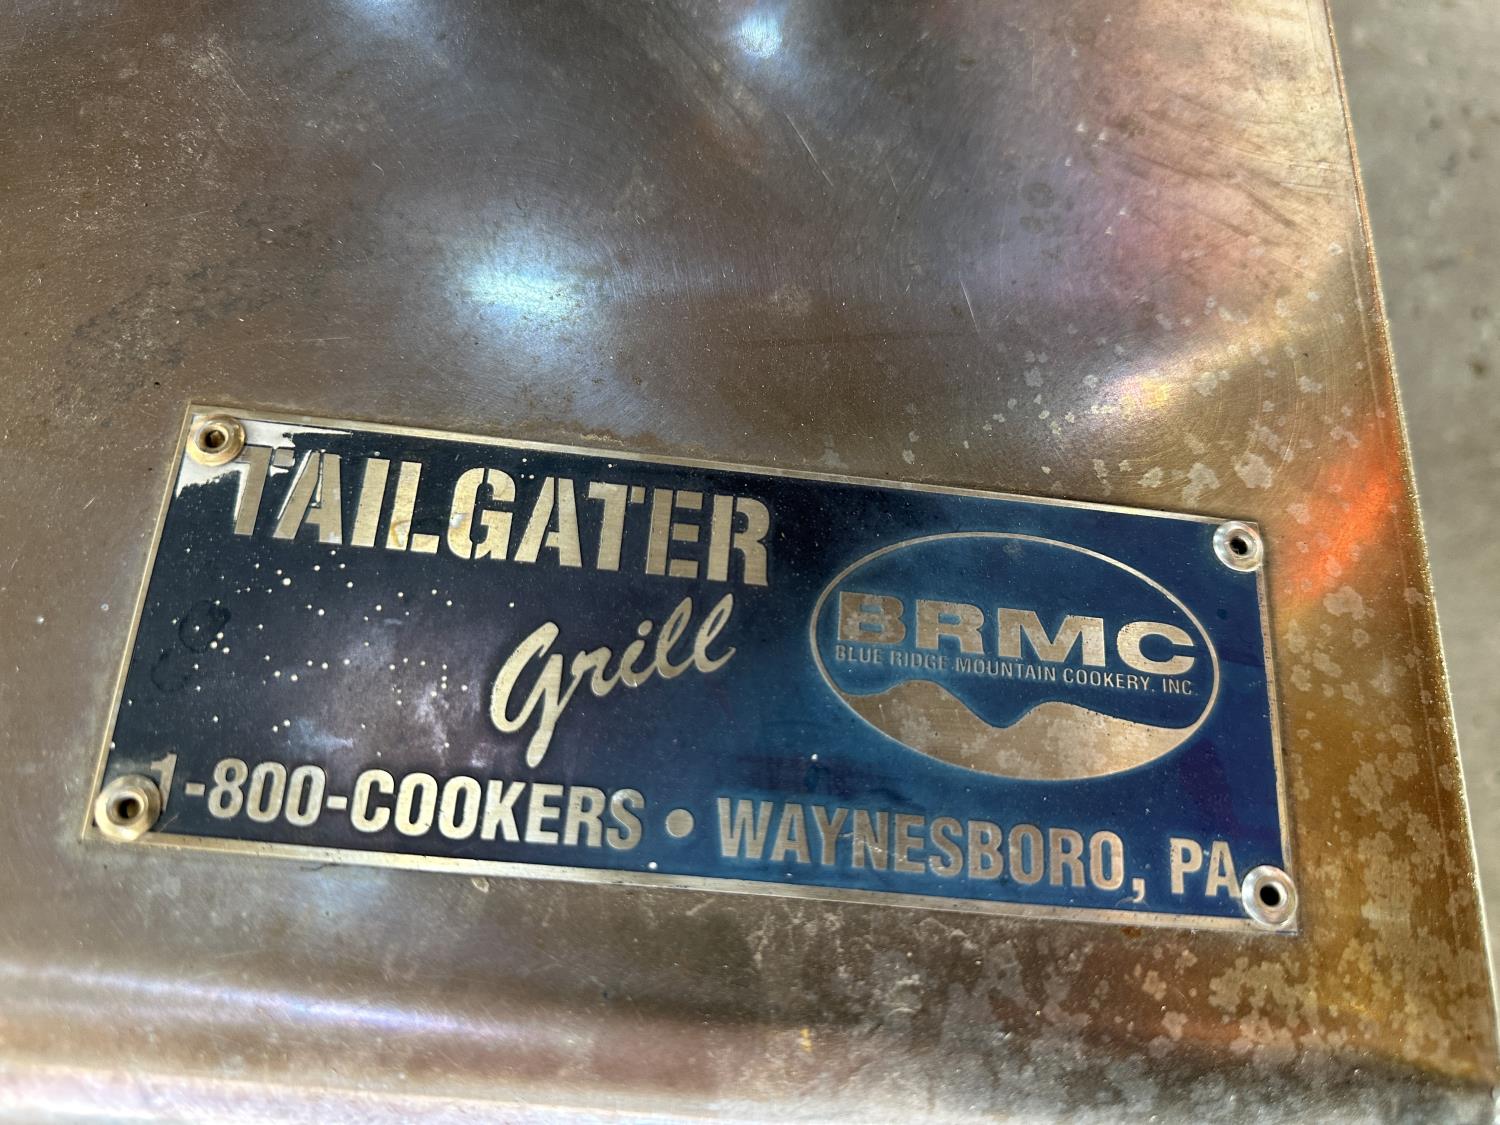 TAILGATER
Grill
BRMC
BLUE RIDGE MOUNTAIN COOKERY, INC.
1-800-COOKERS • WAYNESBORO, PA